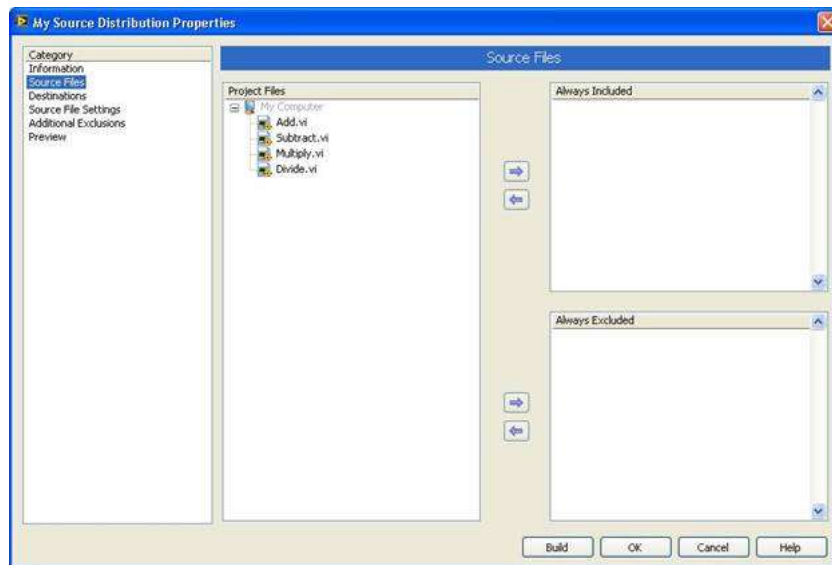 My Source Distribution Properties
Category
Information
Source Files
Destinations
Source File Settings
Additional Exclusions
Preview
Source Files
Project Files
My Computer
Add.vi
Subtract.vi
Multiply.vi
Divide.vi
Always Included
Always Excluded
Build
OK
Cancel
Help